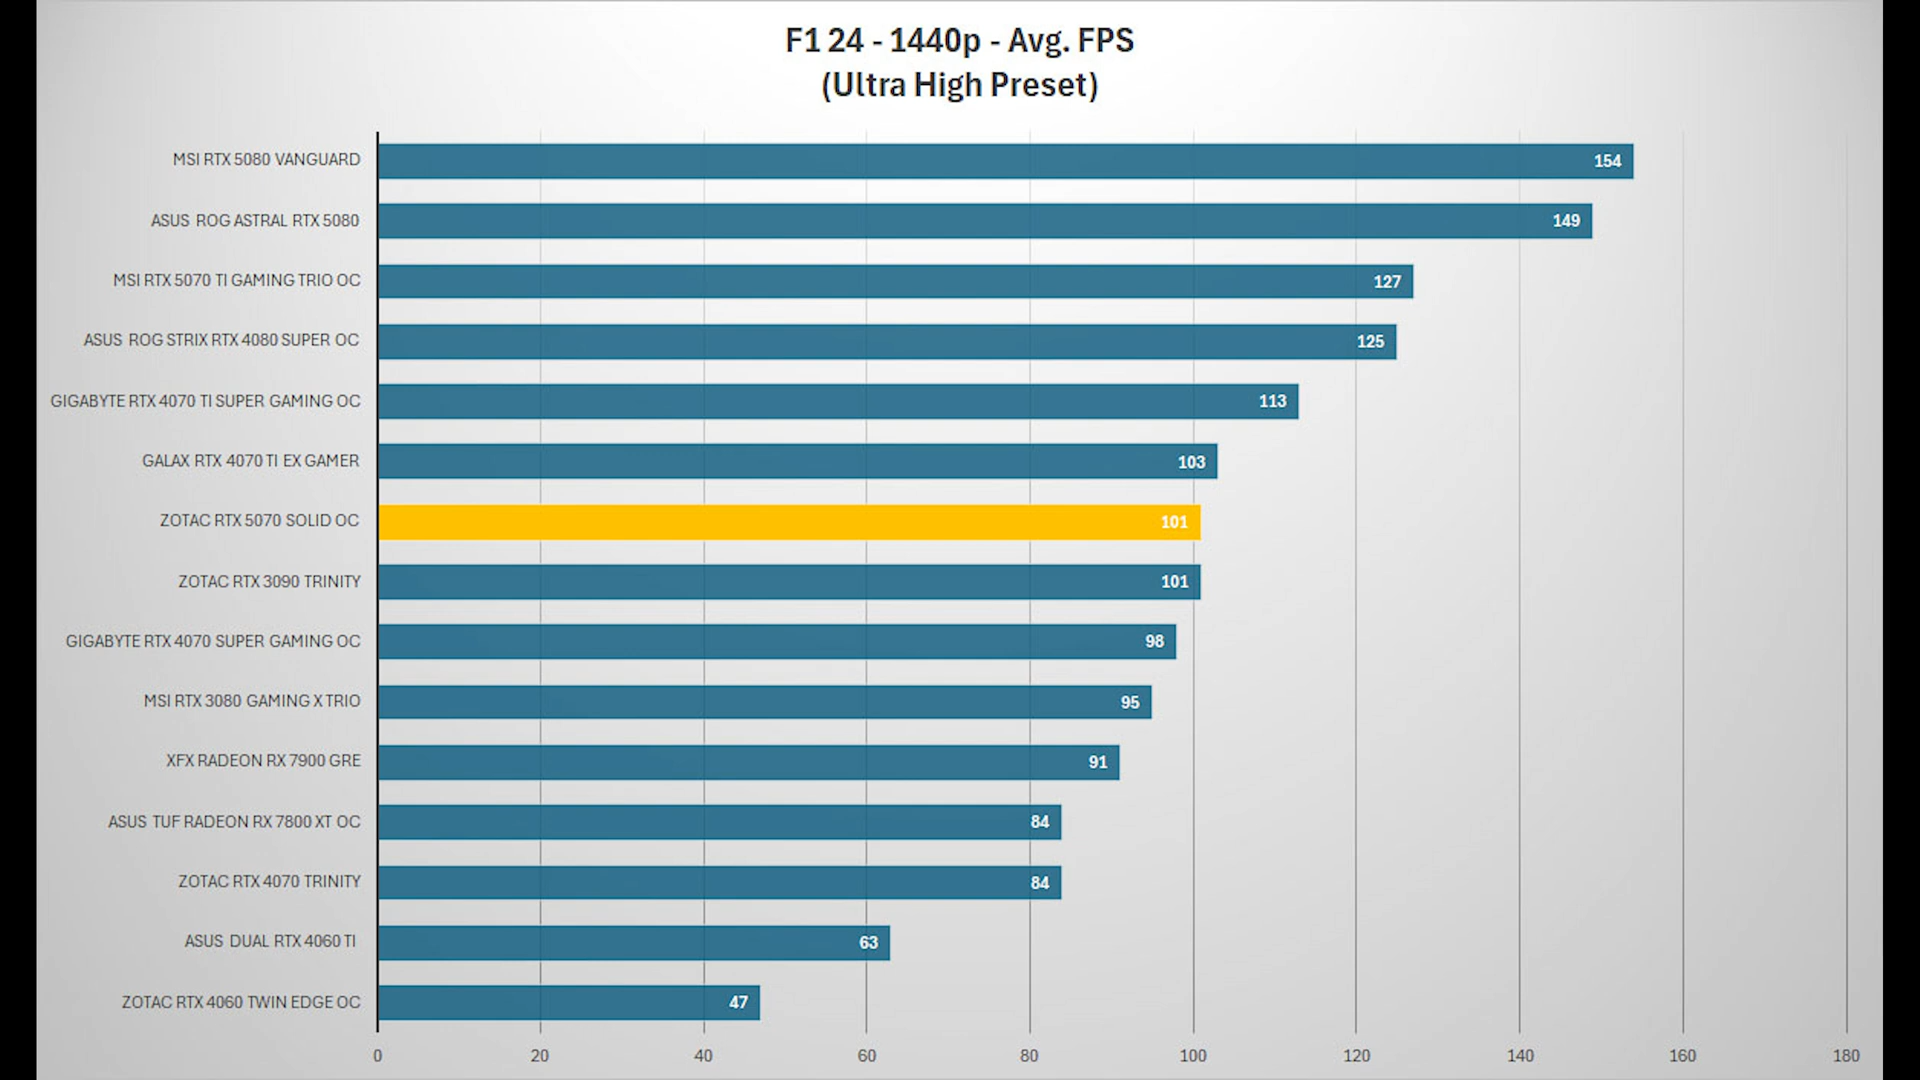 F1 24 - 1440p - Avg. FPS
(Ultra High Preset)
MSI RTX 5080 VANGUARD 154
ASUS ROG ASTRAL RTX 5080 149
MSI RTX 5070 TI GAMING TRIO OC 127
ASUS ROG STRIX RTX 4080 SUPER OC 125
GIGABYTE RTX 4070 TI SUPER GAMING OC 113
GALAX RTX 4070 TI EX GAMER 103
ZOTAC RTX 5070 SOLID OC 101
ZOTAC RTX 3090 TRINITY 101
GIGABYTE RTX 4070 SUPER GAMING OC 98
MSI RTX 3080 GAMING X TRIO 95
XFX RADEON RX 7900 GRE 91
ASUS TUF RADEON RX 7800 XT OC 84
ZOTAC RTX 4070 TRINITY 84
ASUS DUAL RTX 4060 TI 63
ZOTAC RTX 4060 TWIN EDGE OC 47
0 20 40 60 80 100 120 140 160 180